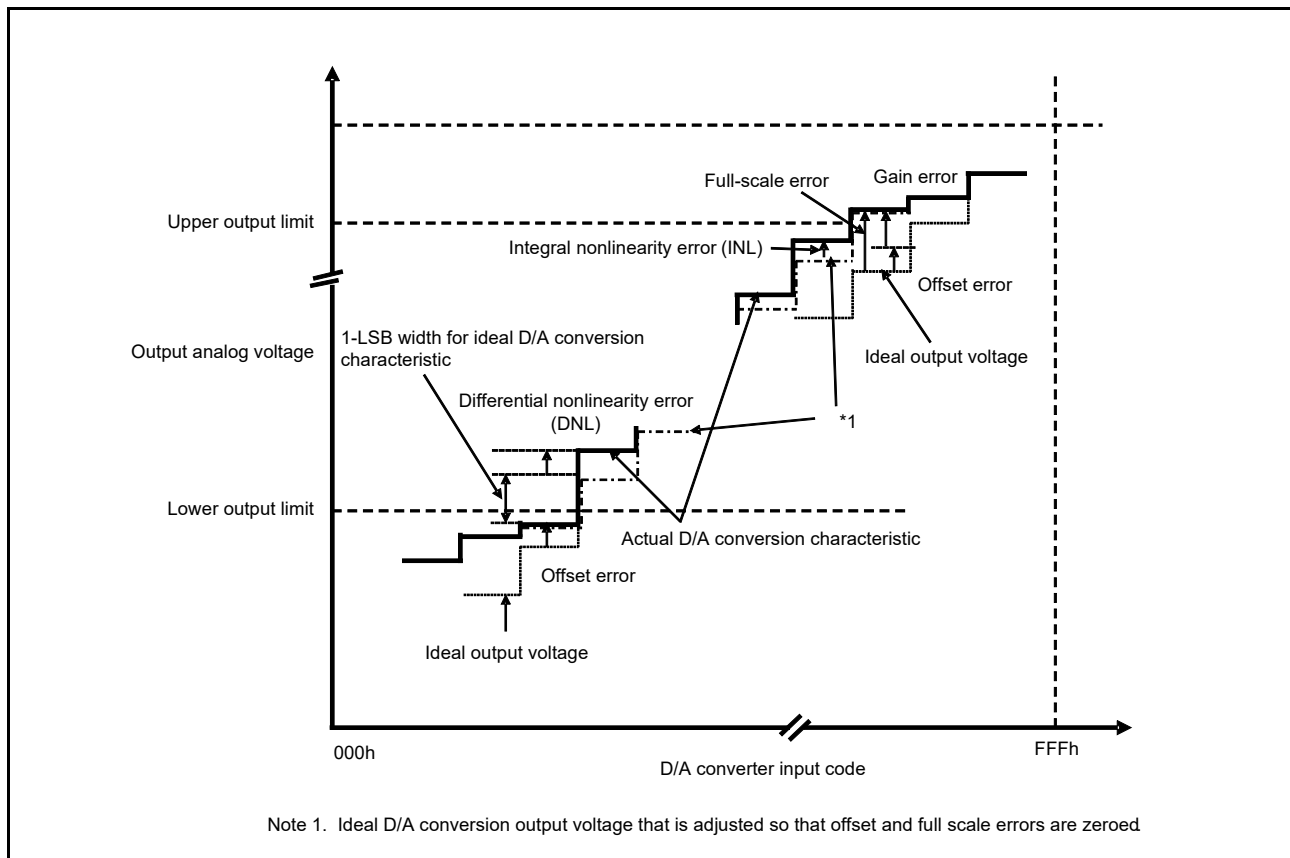 Full-scale error
Gain error
Upper output limit
Integral nonlinearity error (INL)
Offset error
1-LSB width for ideal D/A conversion
characteristic
Output analog voltage
Ideal output voltage
Differential nonlinearity error
(DNL)
*1
Lower output limit
Actual D/A conversion characteristic
Offset error
Ideal output voltage
000h
FFFh
D/A converter input code
Note 1. Ideal D/A conversion output voltage that is adjusted so that offset and full scale errors are zeroed.